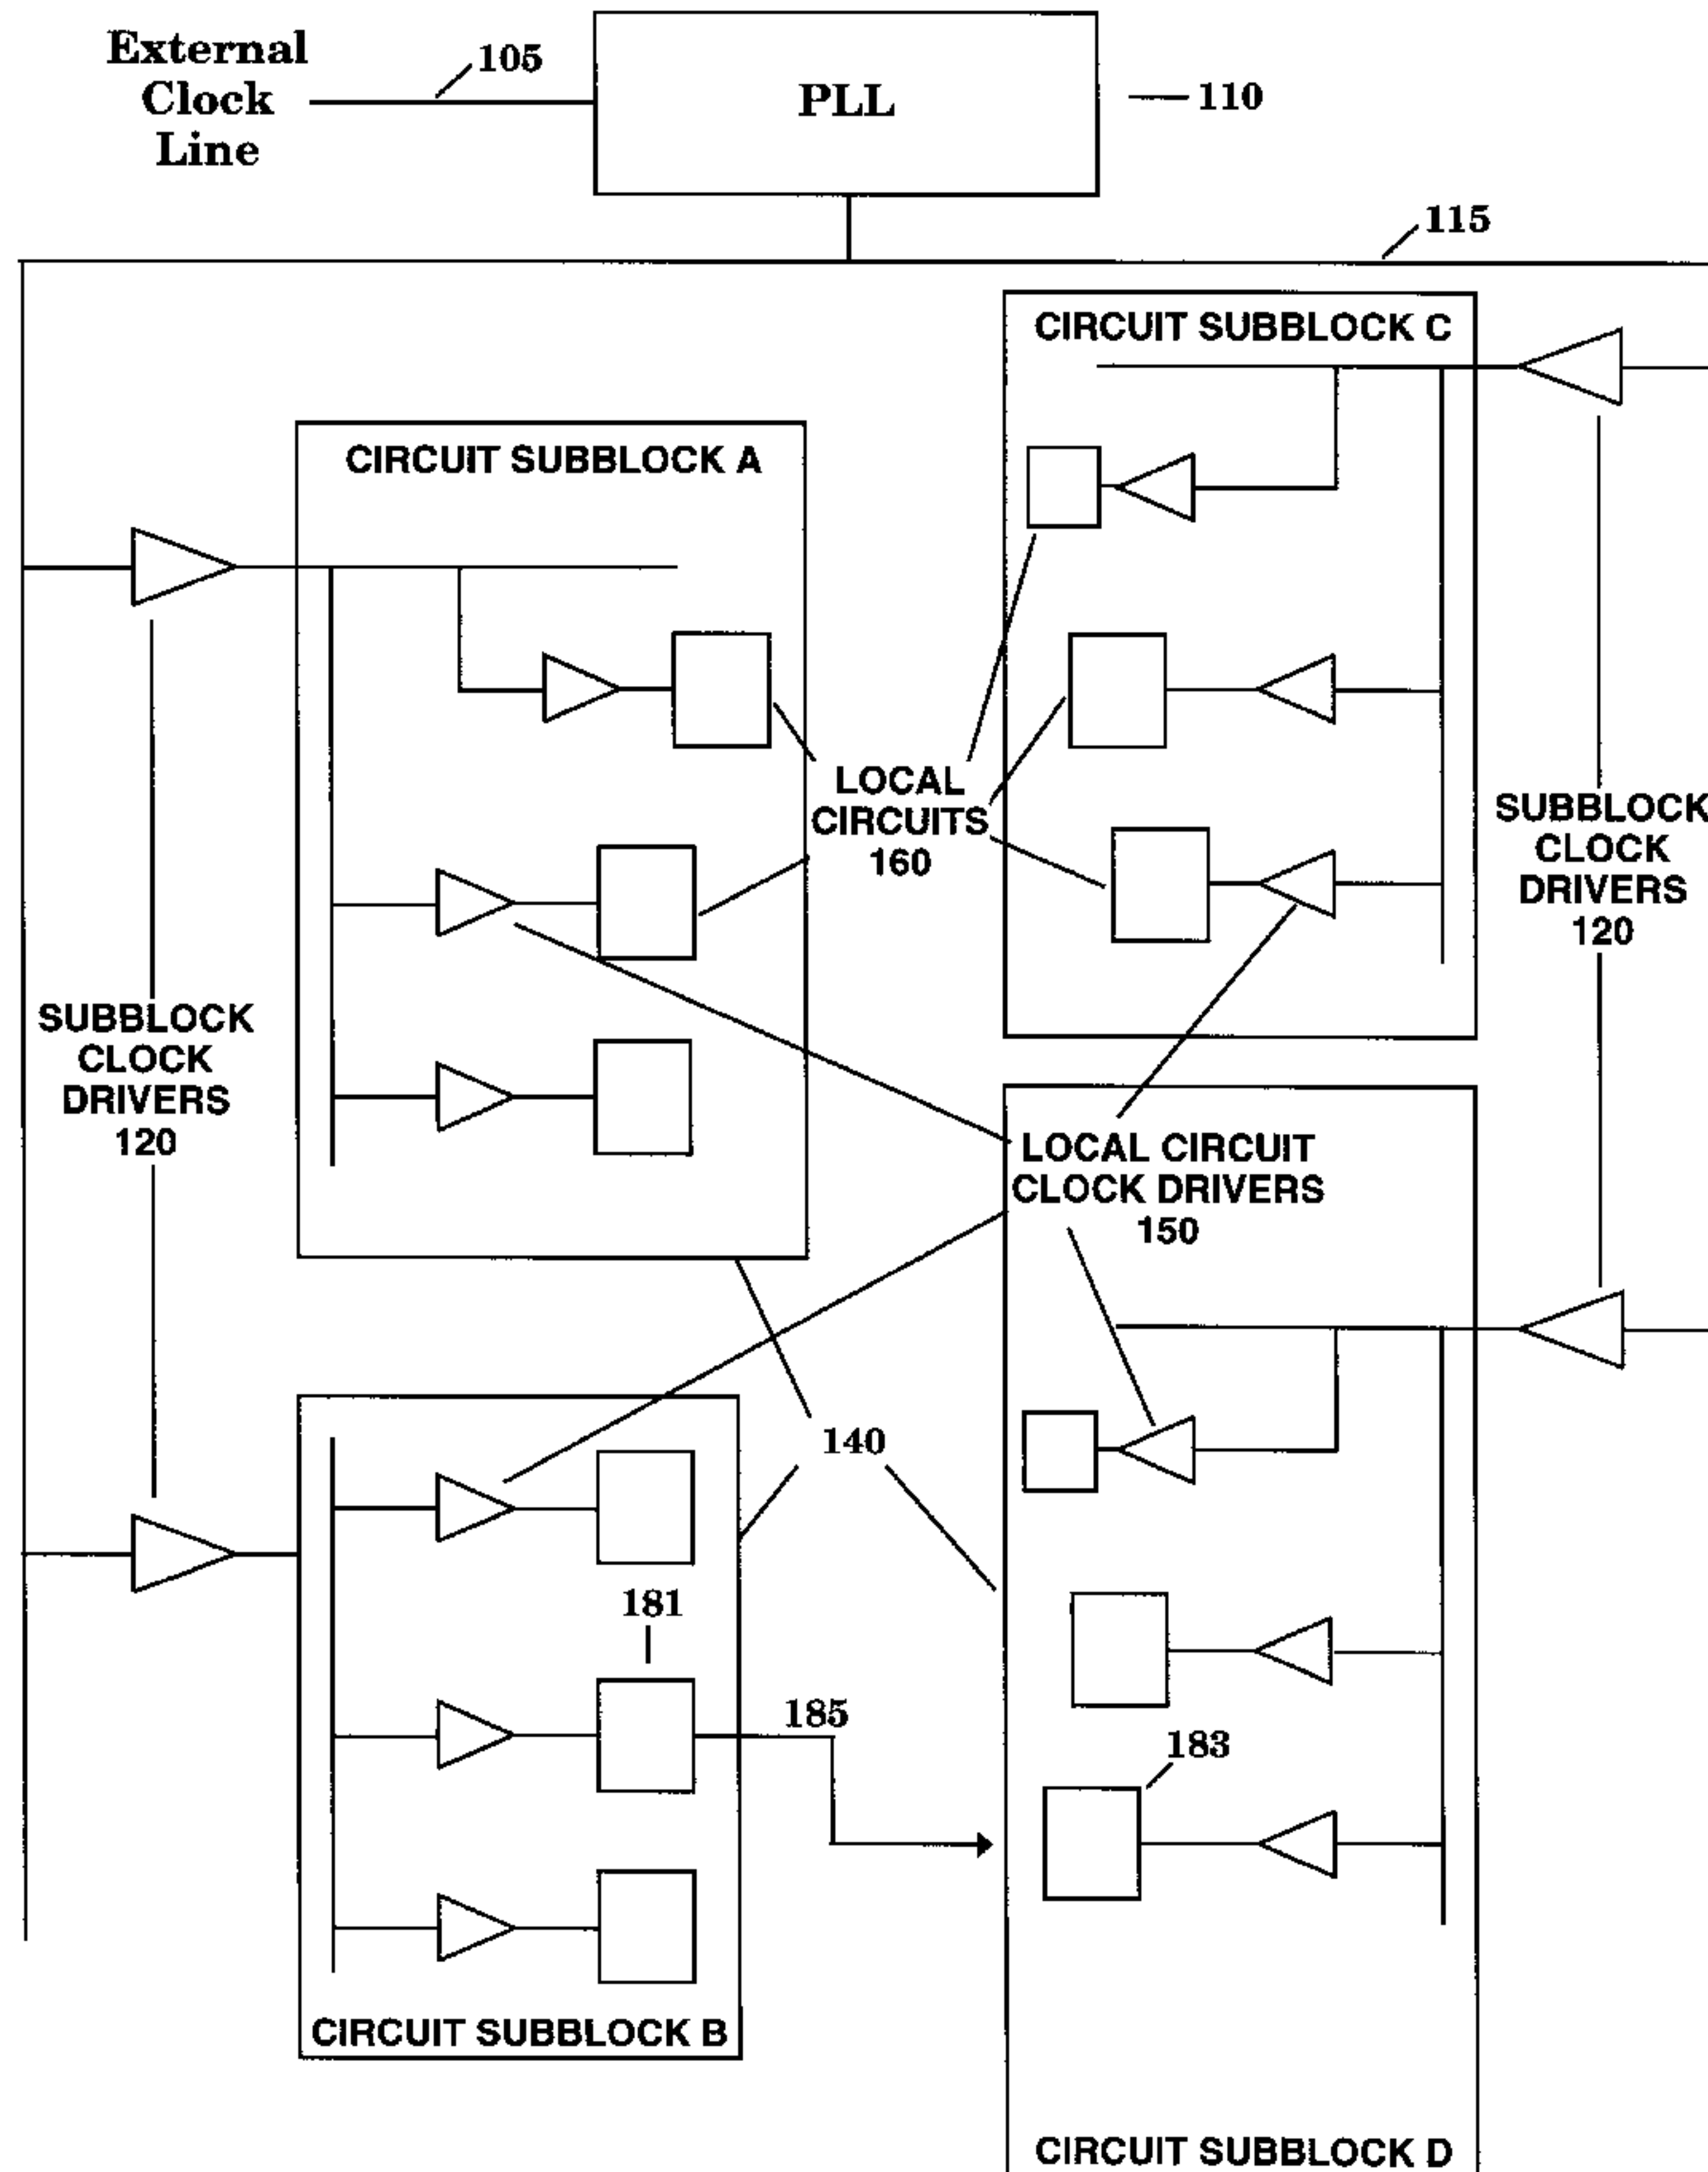 External
Clock
Line
105
PLL
110
115
CIRCUIT SUBBLOCK C
CIRCUIT SUBBLOCK A
LOCAL
CIRCUITS
160
SUBBLOCK
CLOCK
DRIVERS
120
SUBBLOCK
CLOCK
DRIVERS
120
LOCAL CIRCUIT
CLOCK DRIVERS
150
140
181
185
183
CIRCUIT SUBBLOCK B
CIRCUIT SUBBLOCK D